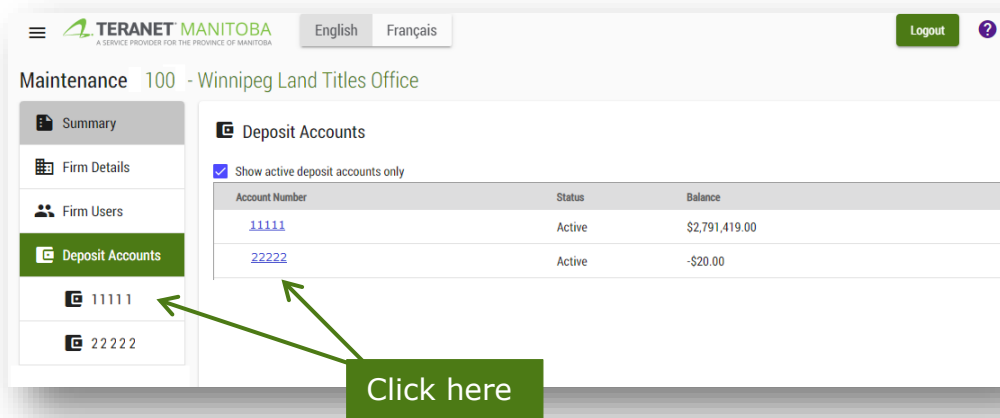 TERANET MANITOBA
A SERVICE PROVIDER FOR THE PROVINCE OF MANITOBA
English Français
Logout ?
Maintenance 100 - Winnipeg Land Titles Office
Summary
Firm Details
Firm Users
Deposit Accounts
11111
22222
Deposit Accounts
Show active deposit accounts only
Account Number Status Balance
11111 Active $2,791,419.00
22222 Active -$20.00
Click here